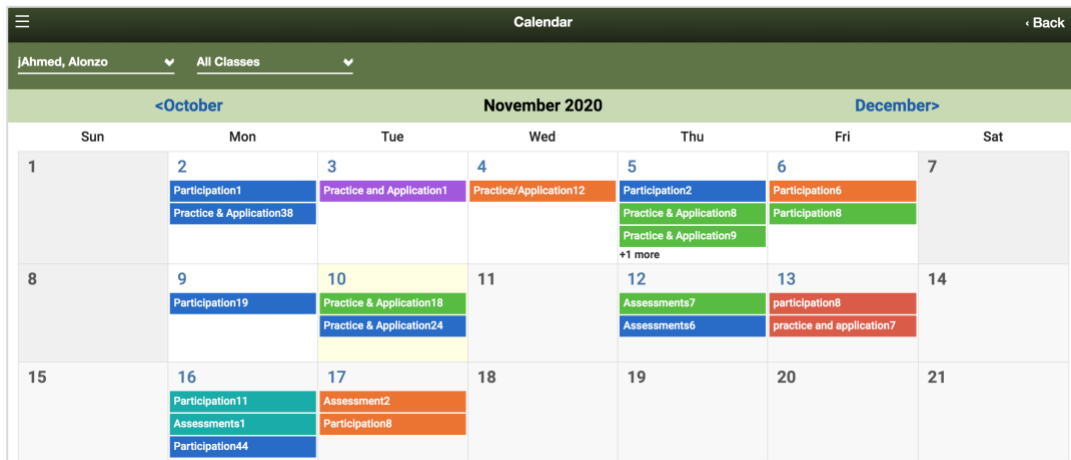 Calendar
‹ Back
jAhmed, Alonzo
All Classes
<October
November 2020
December>
Sun Mon Tue Wed Thu Fri Sat
1 2 3 4 5 6 7
Participation1 Practice and Application1 Practice/Application12 Participation2 Participation6
Practice & Application38 Practice & Application8 Participation8
Practice & Application9
+1 more
8 9 10 11 12 13 14
Participation19 Practice & Application18 Assessments7 participation8
Practice & Application24 Assessments6 practice and application7
15 16 17 18 19 20 21
Participation11 Assessment2
Assessments1 Participation8
Participation44